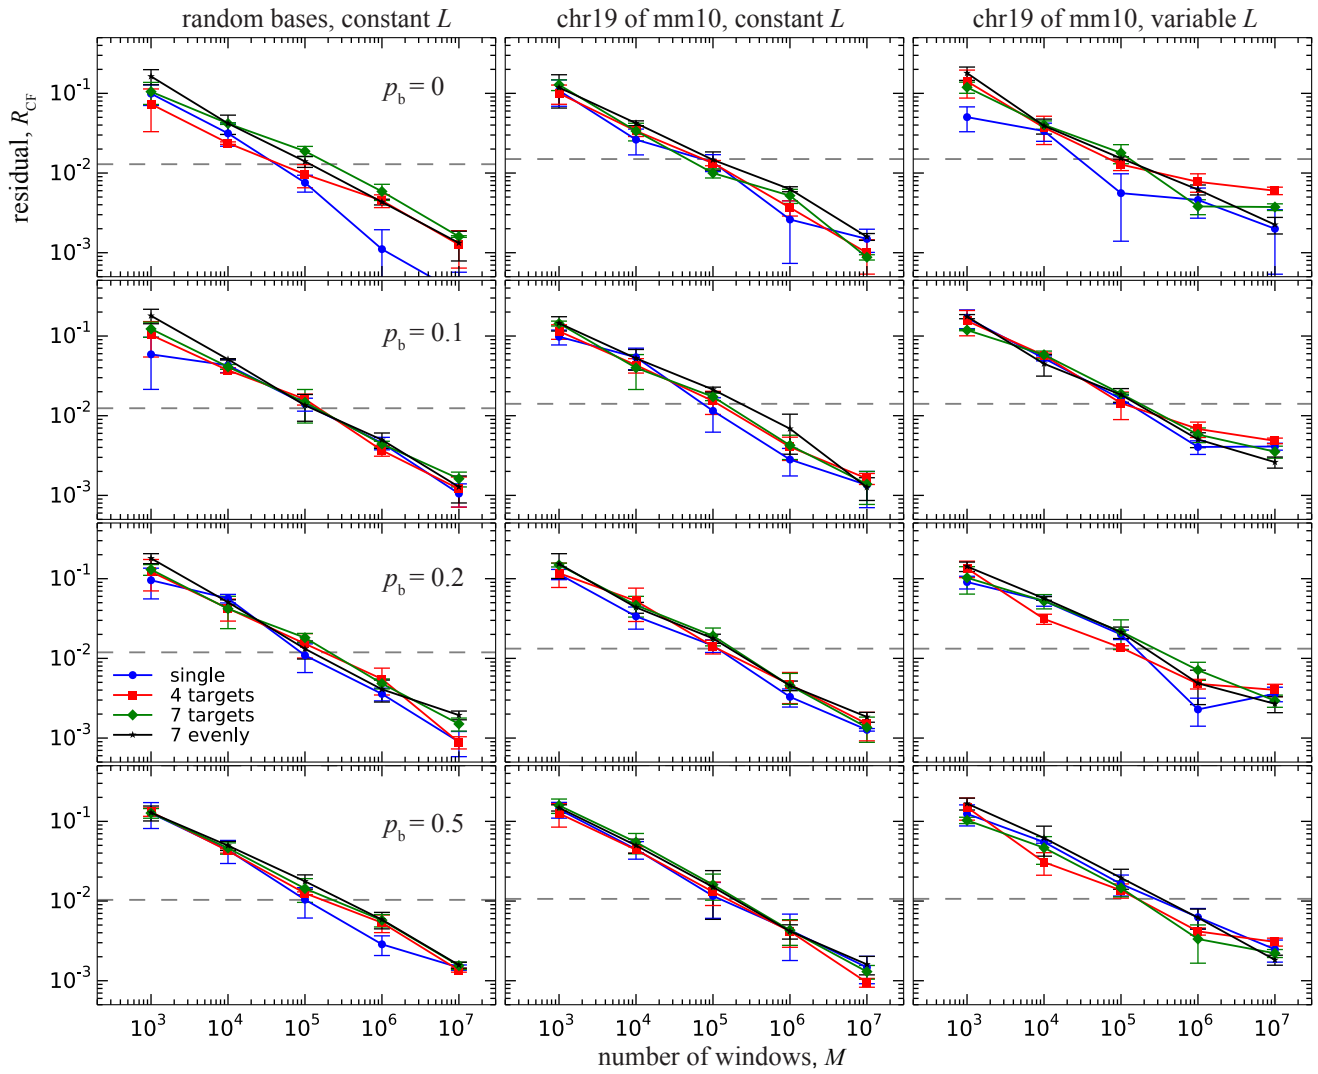 random bases, constant L
chr19 of mm10, constant L
chr19 of mm10, variable L
residual, R_CF
10^-1
10^-2
10^-3
p_b = 0
10^-1
10^-2
10^-3
p_b = 0.1
10^-1
10^-2
10^-3
p_b = 0.2
single
4 targets
7 targets
7 evenly
10^-1
10^-2
10^-3
p_b = 0.5
10^3 10^4 10^5 10^6 10^7
10^3 10^4 10^5 10^6 10^7
10^3 10^4 10^5 10^6 10^7
number of windows, M